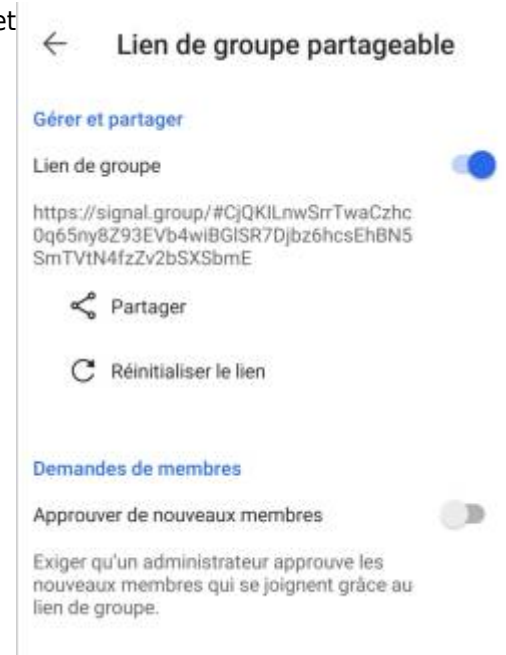 et
Lien de groupe partageable
Gérer et partager
Lien de groupe
https://signal.group/#CjQKILnwSrrTwaCzhc
0q65ny8Z93EVb4wiBGlSR7Djbz6hcsEhBN5
SmTVtN4fzZv2bSXSbmE
Partager
Réinitialiser le lien
Demandes de membres
Approuver de nouveaux membres
Exiger qu'un administrateur approuve les
nouveaux membres qui se joignent grâce au
lien de groupe.